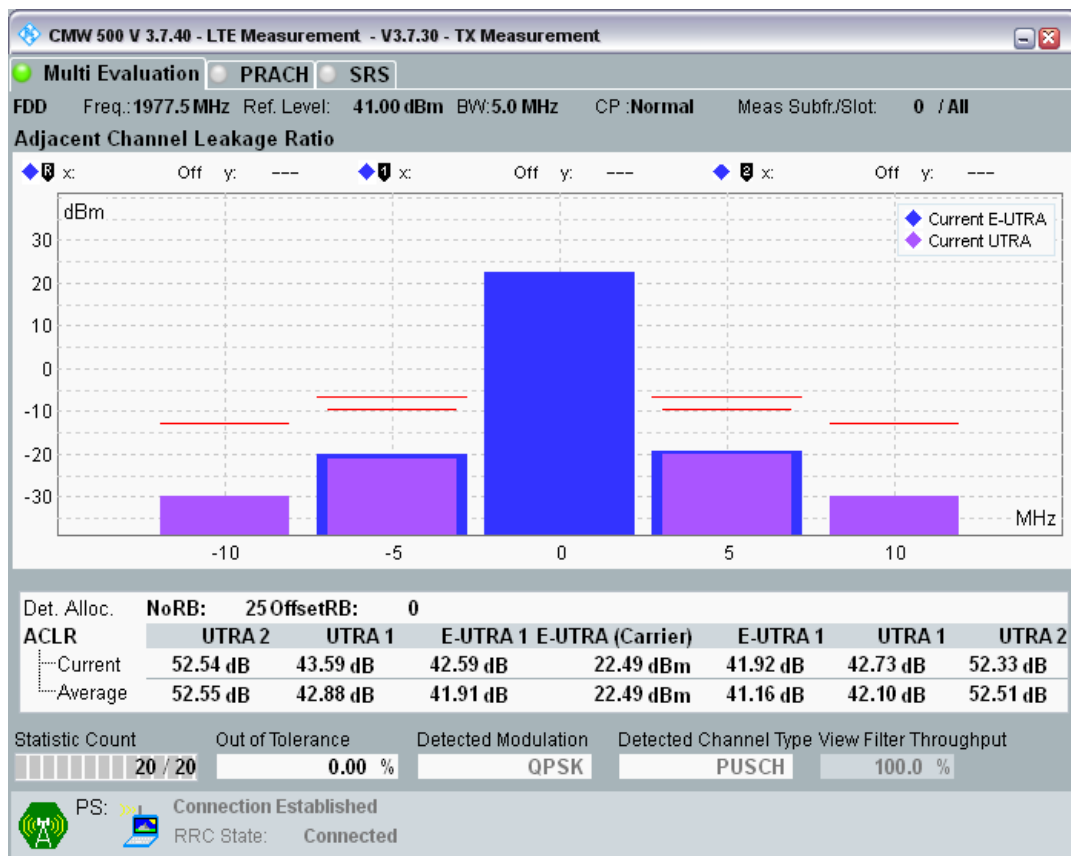 CMW 500 V 3.7.40 - LTE Measurement - V3.7.30 - TX Measurement
Multi Evaluation PRACH SRS
FDD Freq.:1977.5 MHz Ref. Level: 41.00 dBm BW:5.0 MHz CP :Normal Meas Subfr./Slot: 0 / All
Adjacent Channel Leakage Ratio
R x: Off y: --- 1 x: Off y: --- 2 x: Off y: ---
dBm
Current E-UTRA
Current UTRA
30
20
10
0
-10
-20
-30
MHz
-10 -5 0 5 10
Det. Alloc. NoRB: 25 OffsetRB: 0
ACLR UTRA 2 UTRA 1 E-UTRA 1 E-UTRA (Carrier) E-UTRA 1 UTRA 1 UTRA 2
Current 52.54 dB 43.59 dB 42.59 dB 22.49 dBm 41.92 dB 42.73 dB 52.33 dB
Average 52.55 dB 42.88 dB 41.91 dB 22.49 dBm 41.16 dB 42.10 dB 52.51 dB
Statistic Count Out of Tolerance Detected Modulation Detected Channel Type View Filter Throughput
20 / 20 0.00 % QPSK PUSCH 100.0 %
PS: Connection Established
RRC State: Connected